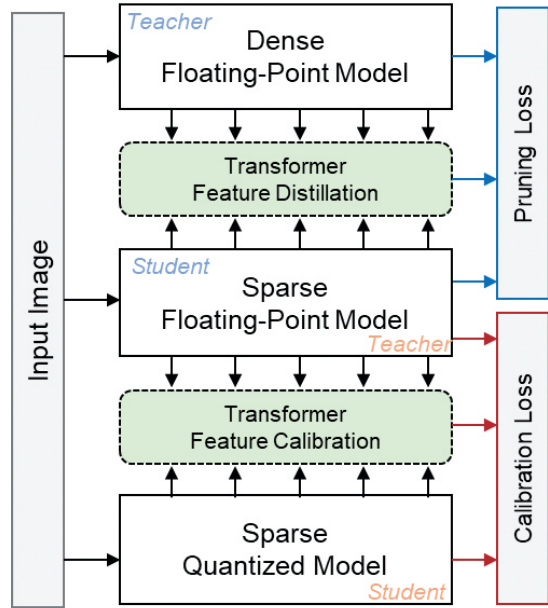 Input Image
Teacher
Dense
Floating-Point Model
Transformer
Feature Distillation
Student
Sparse
Floating-Point Model
Teacher
Transformer
Feature Calibration
Sparse
Quantized Model
Student
Pruning Loss
Calibration Loss